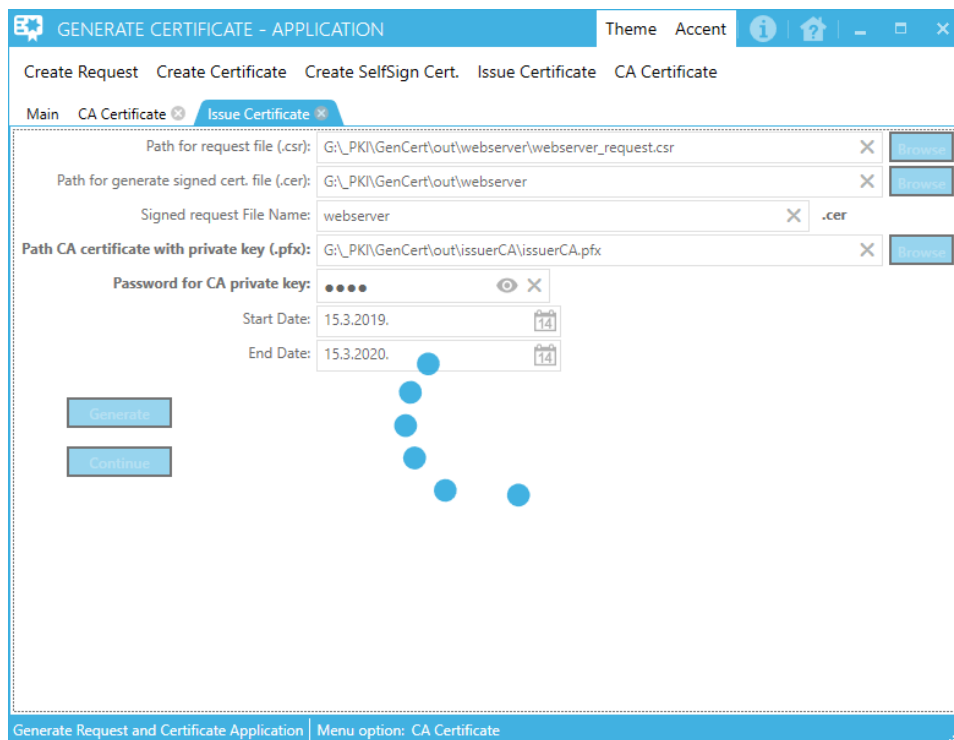 GENERATE CERTIFICATE - APPLICATION Theme Accent
Create Request Create Certificate Create SelfSign Cert. Issue Certificate CA Certificate
Main CA Certificate Issue Certificate
Path for request file (.csr): G:\_PKI\GenCert\out\webserver\webserver_request.csr Browse
Path for generate signed cert. file (.cer): G:\_PKI\GenCert\out\webserver Browse
Signed request File Name: webserver .cer
Path CA certificate with private key (.pfx): G:\_PKI\GenCert\out\issuerCA\issuerCA.pfx Browse
Password for CA private key: ●●●●
Start Date: 15.3.2019. 14
End Date: 15.3.2020. 14
Generate
Continue
Generate Request and Certificate Application Menu option: CA Certificate